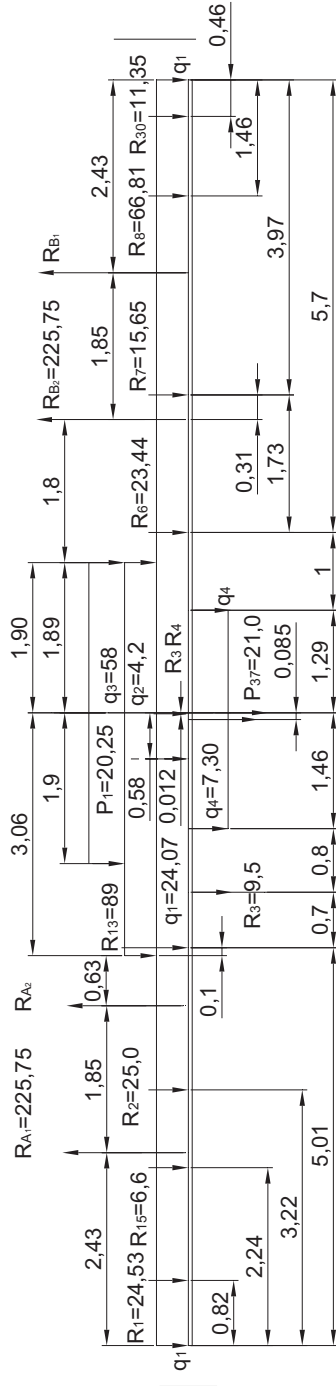 3,06
1,90
R_A1=225,75
R_A2
1,9
1,89
1,8
R_B2=225,75
R_B1
2,43
1,85
0,63
R13=89
P1=20,25
q3=58
1,85
2,43
R1=24,53
R15=6,6
R2=25,0
0,58
q2=4,2
R6=23,44
R7=15,65
R8=66,81
R30=11,35
q1=24,07
0,012
R3
R4
q1
q1
0,82
0,1
R3=9,5
q4=7,30
P37=21,0
q4
0,31
0,46
2,24
0,085
1,73
1,46
3,22
3,97
5,01
0,7
0,8
1,46
1,29
1
5,7